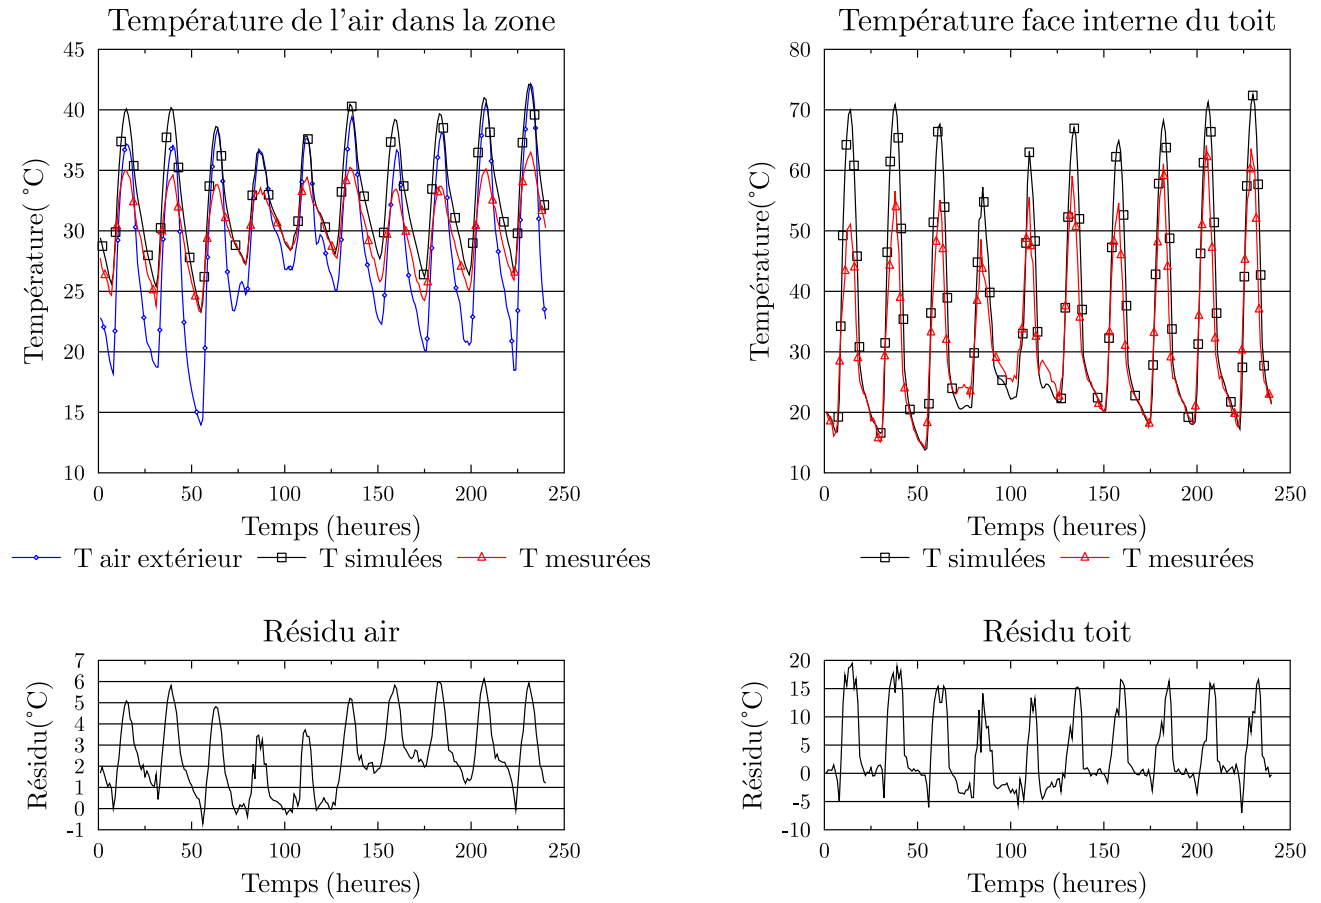 Température de l'air dans la zone
45
40
35
30
25
20
15
10
Température( °C)
0 50 100 150 200 250
Temps (heures)
T air extérieur T simulées T mesurées
Température face interne du toit
80
70
60
50
40
30
20
10
Température( °C)
0 50 100 150 200 250
Temps (heures)
T simulées T mesurées
Résidu air
7
6
5
4
3
2
1
0
-1
Résidu(°C)
0 50 100 150 200 250
Temps (heures)
Résidu toit
20
15
10
5
0
-5
-10
Résidu(°C)
0 50 100 150 200 250
Temps (heures)